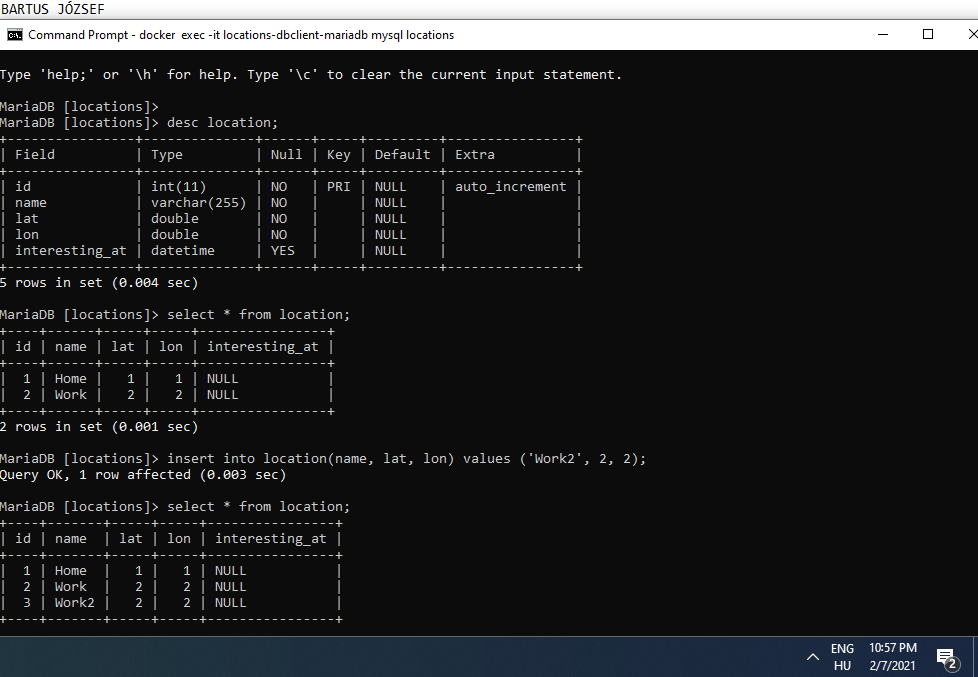 BARTUS JÓZSEF
Command Prompt - docker  exec -it locations-dbclient-mariadb mysql locations
Type 'help;' or '\h' for help. Type '\c' to clear the current input statement.
MariaDB [locations]>
MariaDB [locations]> desc location;
+----------------+--------------+------+-----+---------+----------------+
| Field          | Type         | Null | Key | Default | Extra          |
+----------------+--------------+------+-----+---------+----------------+
| id             | int(11)      | NO   | PRI | NULL    | auto_increment |
| name           | varchar(255) | NO   |     | NULL    |                |
| lat            | double       | NO   |     | NULL    |                |
| lon            | double       | NO   |     | NULL    |                |
| interesting_at | datetime     | YES  |     | NULL    |                |
+----------------+--------------+------+-----+---------+----------------+
5 rows in set (0.004 sec)
MariaDB [locations]> select * from location;
+----+------+-----+-----+----------------+
| id | name | lat | lon | interesting_at |
+----+------+-----+-----+----------------+
|  1 | Home |   1 |   1 | NULL           |
|  2 | Work |   2 |   2 | NULL           |
+----+------+-----+-----+----------------+
2 rows in set (0.001 sec)
MariaDB [locations]> insert into location(name, lat, lon) values ('Work2', 2, 2);
Query OK, 1 row affected (0.003 sec)
MariaDB [locations]> select * from location;
+----+-------+-----+-----+----------------+
| id | name  | lat | lon | interesting_at |
+----+-------+-----+-----+----------------+
|  1 | Home  |   1 |   1 | NULL           |
|  2 | Work  |   2 |   2 | NULL           |
|  3 | Work2 |   2 |   2 | NULL           |
+----+-------+-----+-----+----------------+
ENG 10:57 PM
HU 2/7/2021 2